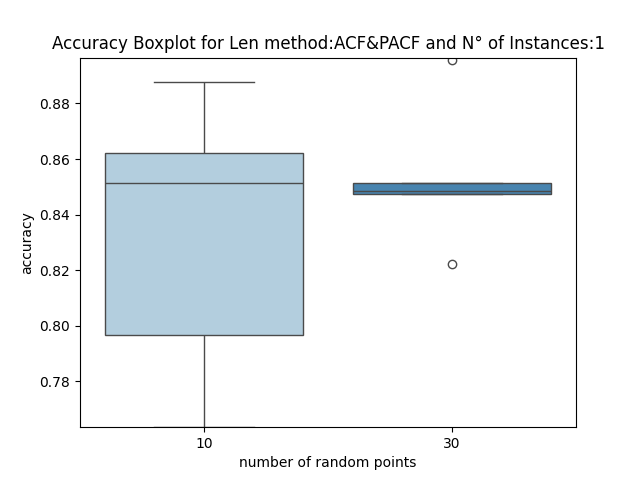 Accuracy Boxplot for Len method:ACF&PACF and N° of Instances:1
0.88
0.86
0.84
0.82
0.80
0.78
accuracy
10 30
number of random points